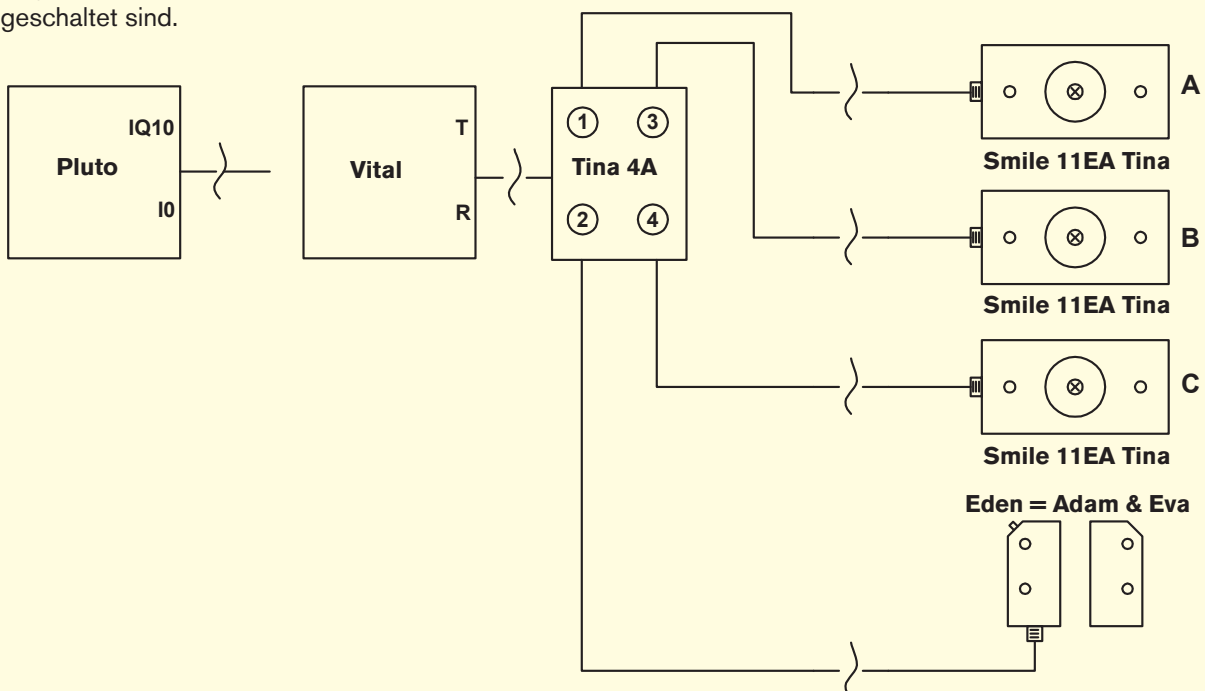 geschaltet sind.
Pluto
IQ10
I0
Vital
T
R
1
3
Tina 4A
2
4
A
Smile 11EA Tina
B
Smile 11EA Tina
C
Smile 11EA Tina
Eden = Adam & Eva